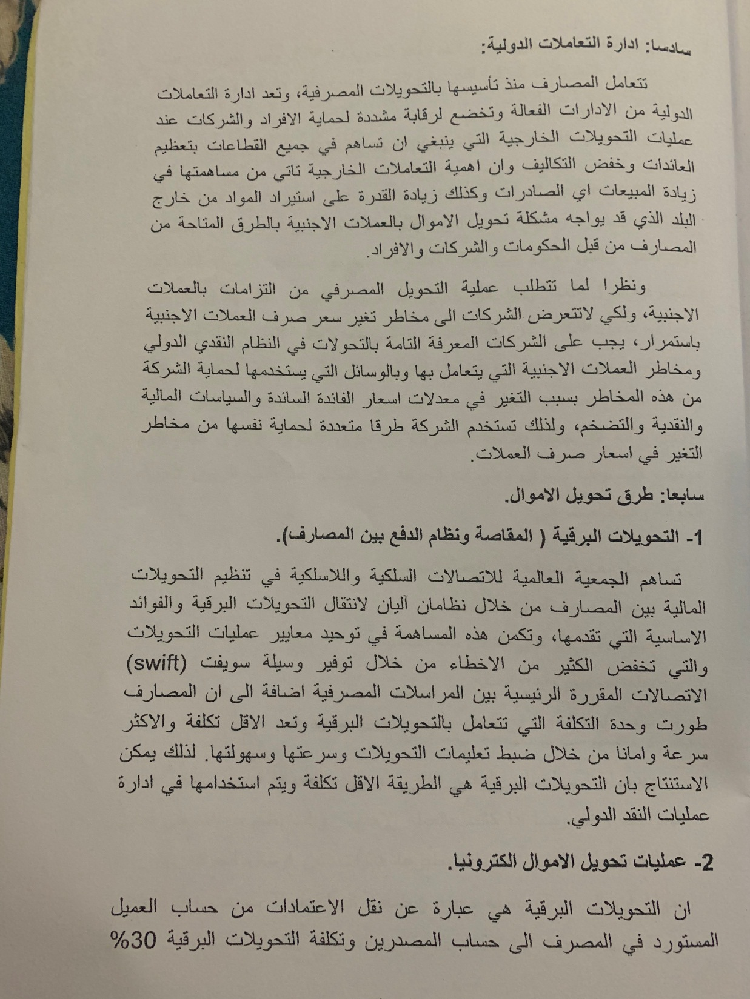 سادسا: ادارة التعاملات الدولية:
تتعامل المصارف منذ تأسيسها بالتحويلات المصرفية، وتعد ادارة التعاملات
الدولية من الادارات الفعالة وتخضع لرقابة مشددة لحماية الافراد والشركات عند
عمليات التحويلات الخارجية التي ينبغي ان تساهم في جميع القطاعات بتعظيم
العائدات وخفض التكاليف وان اهمية التعاملات الخارجية تاتي من مساهمتها في
زيادة المبيعات اي الصادرات وكذلك زيادة القدرة على استيراد المواد من خارج
البلد الذي قد يواجه مشكلة تحويل الاموال بالعملات الاجنبية بالطرق المتاحة من
المصارف من قبل الحكومات والشركات والافراد.
ونظرا لما تتطلب عملية التحويل المصرفي من التزامات بالعملات
الاجنبية، ولكي لاتتعرض الشركات الى مخاطر تغير سعر صرف العملات الاجنبية
باستمرار، يجب على الشركات المعرفة التامة بالتحولات في النظام النقدي الدولي
ومخاطر العملات الاجنبية التي يتعامل بها وبالوسائل التي يستخدمها لحماية الشركة
من هذه المخاطر بسبب التغير في معدلات اسعار الفائدة السائدة والسياسات المالية
والنقدية والتضخم، ولذلك تستخدم الشركة طرقا متعددة لحماية نفسها من مخاطر
التغير في اسعار صرف العملات.
سابعا: طرق تحويل الاموال.
1- التحويلات البرقية ( المقاصة ونظام الدفع بين المصارف).
تساهم الجمعية العالمية للاتصالات السلكية واللاسلكية في تنظيم التحويلات
المالية بين المصارف من خلال نظامان آليان لانتقال التحويلات البرقية والفوائد
الاساسية التي تقدمها، وتكمن هذه المساهمة في توحيد معايير عمليات التحويلات
والتي تخفض الكثير من الاخطاء من خلال توفير وسيلة سويفت (swift)
الاتصالات المقررة الرئيسية بين المراسلات المصرفية اضافة الى ان المصارف
طورت وحدة التكلفة التي تتعامل بالتحويلات البرقية وتعد الاقل تكلفة والاكثر
سرعة وامانا من خلال ضبط تعليمات التحويلات وسرعتها وسهولتها. لذلك يمكن
الاستنتاج بان التحويلات البرقية هي الطريقة الاقل تكلفة ويتم استخدامها في ادارة
عمليات النقد الدولي.
2- عمليات تحويل الاموال الكترونيا.
ان التحويلات البرقية هي عبارة عن نقل الاعتمادات من حساب العميل
المستورد في المصرف الى حساب المصدرين وتكلفة التحويلات البرقية 30%